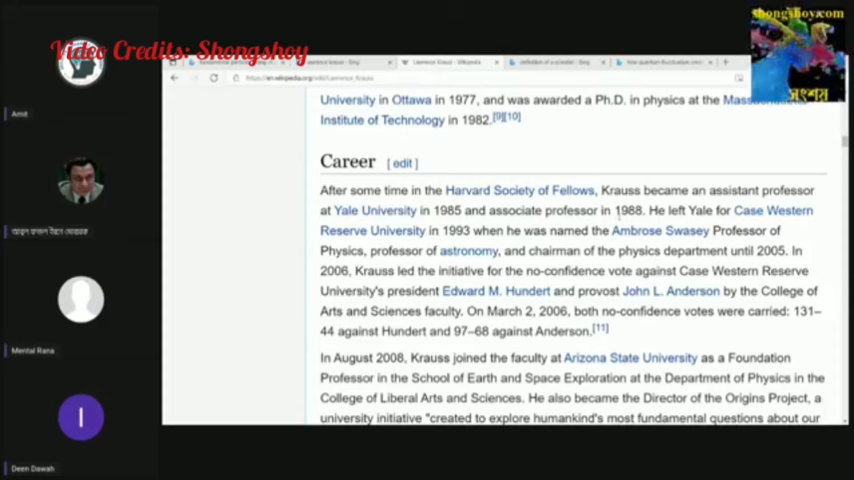 Video Credits: Shongshoy
shongshoy.com
সংশয়
Lawrence Krauss - Wikipedia
University in Ottawa in 1977, and was awarded a Ph.D. in physics at the
Institute of Technology in 1982.[9][10]
Career [ edit ]
After some time in the Harvard Society of Fellows, Krauss became an assistant professor
at Yale University in 1985 and associate professor in 1988. He left Yale for Case Western
Reserve University in 1993 when he was named the Ambrose Swasey Professor of
Physics, professor of astronomy, and chairman of the physics department until 2005. In
2006, Krauss led the initiative for the no-confidence vote against Case Western Reserve
University's president Edward M. Hundert and provost John L. Anderson by the College of
Arts and Sciences faculty. On March 2, 2006, both no-confidence votes were carried: 131–
44 against Hundert and 97–68 against Anderson.[11]
In August 2008, Krauss joined the faculty at Arizona State University as a Foundation
Professor in the School of Earth and Space Exploration at the Department of Physics in the
College of Liberal Arts and Sciences. He also became the Director of the Origins Project, a
university initiative "created to explore humankind's most fundamental questions about our
Amit
Mental Rana
I
Deen Dawah